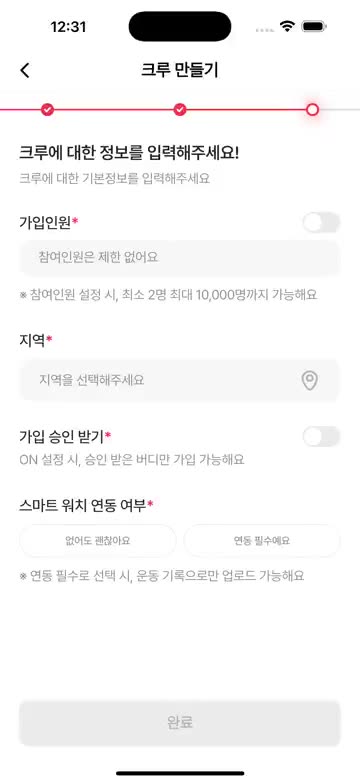 12:31
크루 만들기
크루에 대한 정보를 입력해주세요!
크루에 대한 기본정보를 입력해주세요
가입인원*
참여인원은 제한 없어요
※ 참여인원 설정 시, 최소 2명 최대 10,000명까지 가능해요
지역*
지역을 선택해주세요
가입 승인 받기*
ON 설정 시, 승인 받은 버디만 가입 가능해요
스마트 워치 연동 여부*
없어도 괜찮아요
연동 필수예요
※ 연동 필수로 선택 시, 운동 기록으로만 업로드 가능해요
완료